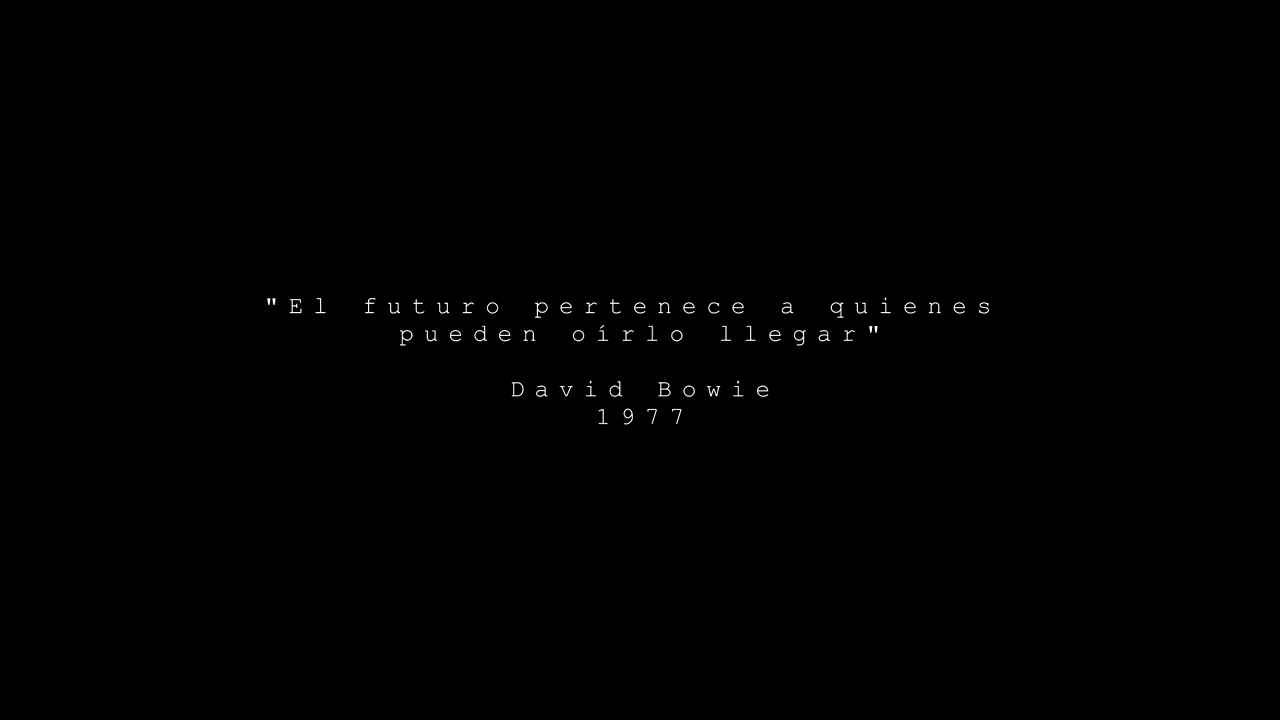 "El futuro pertenece a quienes
pueden oírlo llegar"
David Bowie
1977